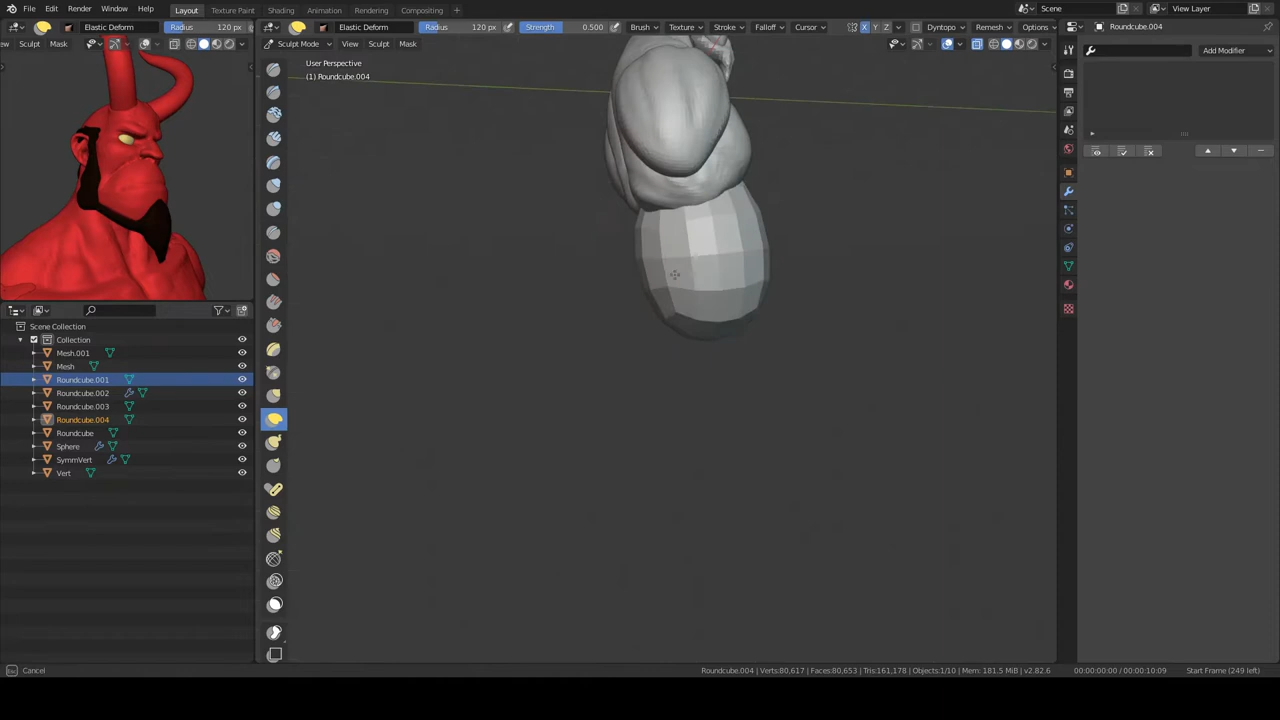 File Edit Render Window Help Layout Texture Paint Shading Animation Rendering Compositing + Scene View Layer
Elastic Deform Radius 120 px Elastic Deform Radius 120 px Strength 0.500 Brush Texture Stroke Falloff Cursor X Y Z Dyntopo Remesh Options Roundcube.004
Sculpt Mask Sculpt Mode View Sculpt Mask Add Modifier
User Perspective
(1) Roundcube.004
Scene Collection
Collection
Mesh.001
Mesh
Roundcube.001
Roundcube.002
Roundcube.003
Roundcube.004
Roundcube
Sphere
SymmVert
Vert
Cancel Roundcube.004 | Verts:80,617 | Faces:80,653 | Tris:161,178 | Objects:1/10 | Mem: 181.5 MiB | v2.82.6 00:00:00:00 / 00:00:10:09 Start Frame (249 left)